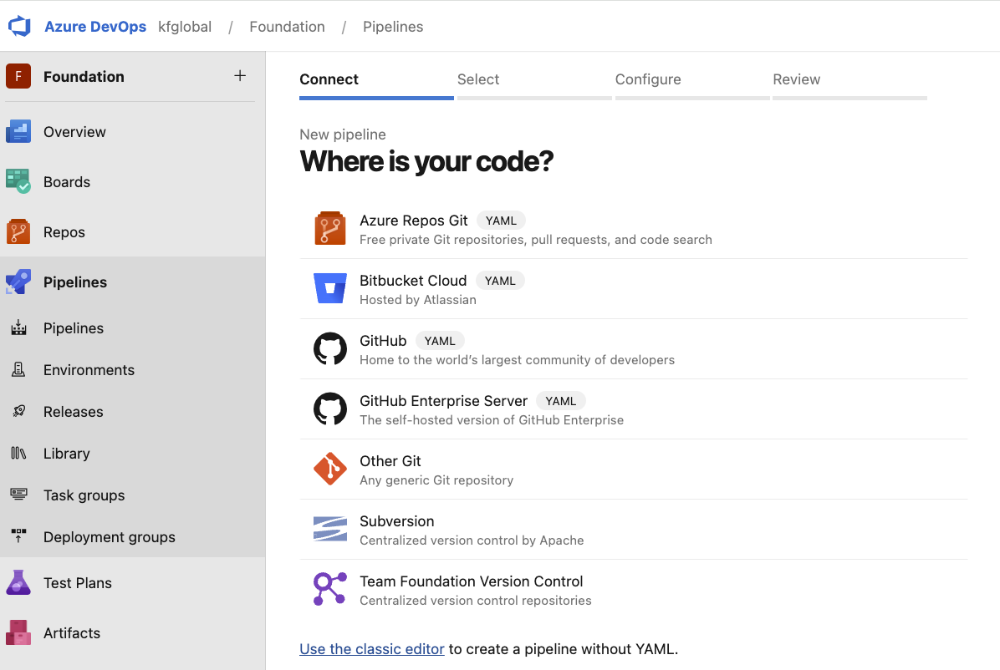 Azure DevOps kfglobal / Foundation / Pipelines
F Foundation +
Overview
Boards
Repos
Pipelines
Pipelines
Environments
Releases
Library
Task groups
Deployment groups
Test Plans
Artifacts
Connect Select Configure Review
New pipeline
Where is your code?
Azure Repos Git YAML
Free private Git repositories, pull requests, and code search
Bitbucket Cloud YAML
Hosted by Atlassian
GitHub YAML
Home to the world’s largest community of developers
GitHub Enterprise Server YAML
The self-hosted version of GitHub Enterprise
Other Git
Any generic Git repository
Subversion
Centralized version control by Apache
Team Foundation Version Control
Centralized version control repositories
Use the classic editor to create a pipeline without YAML.